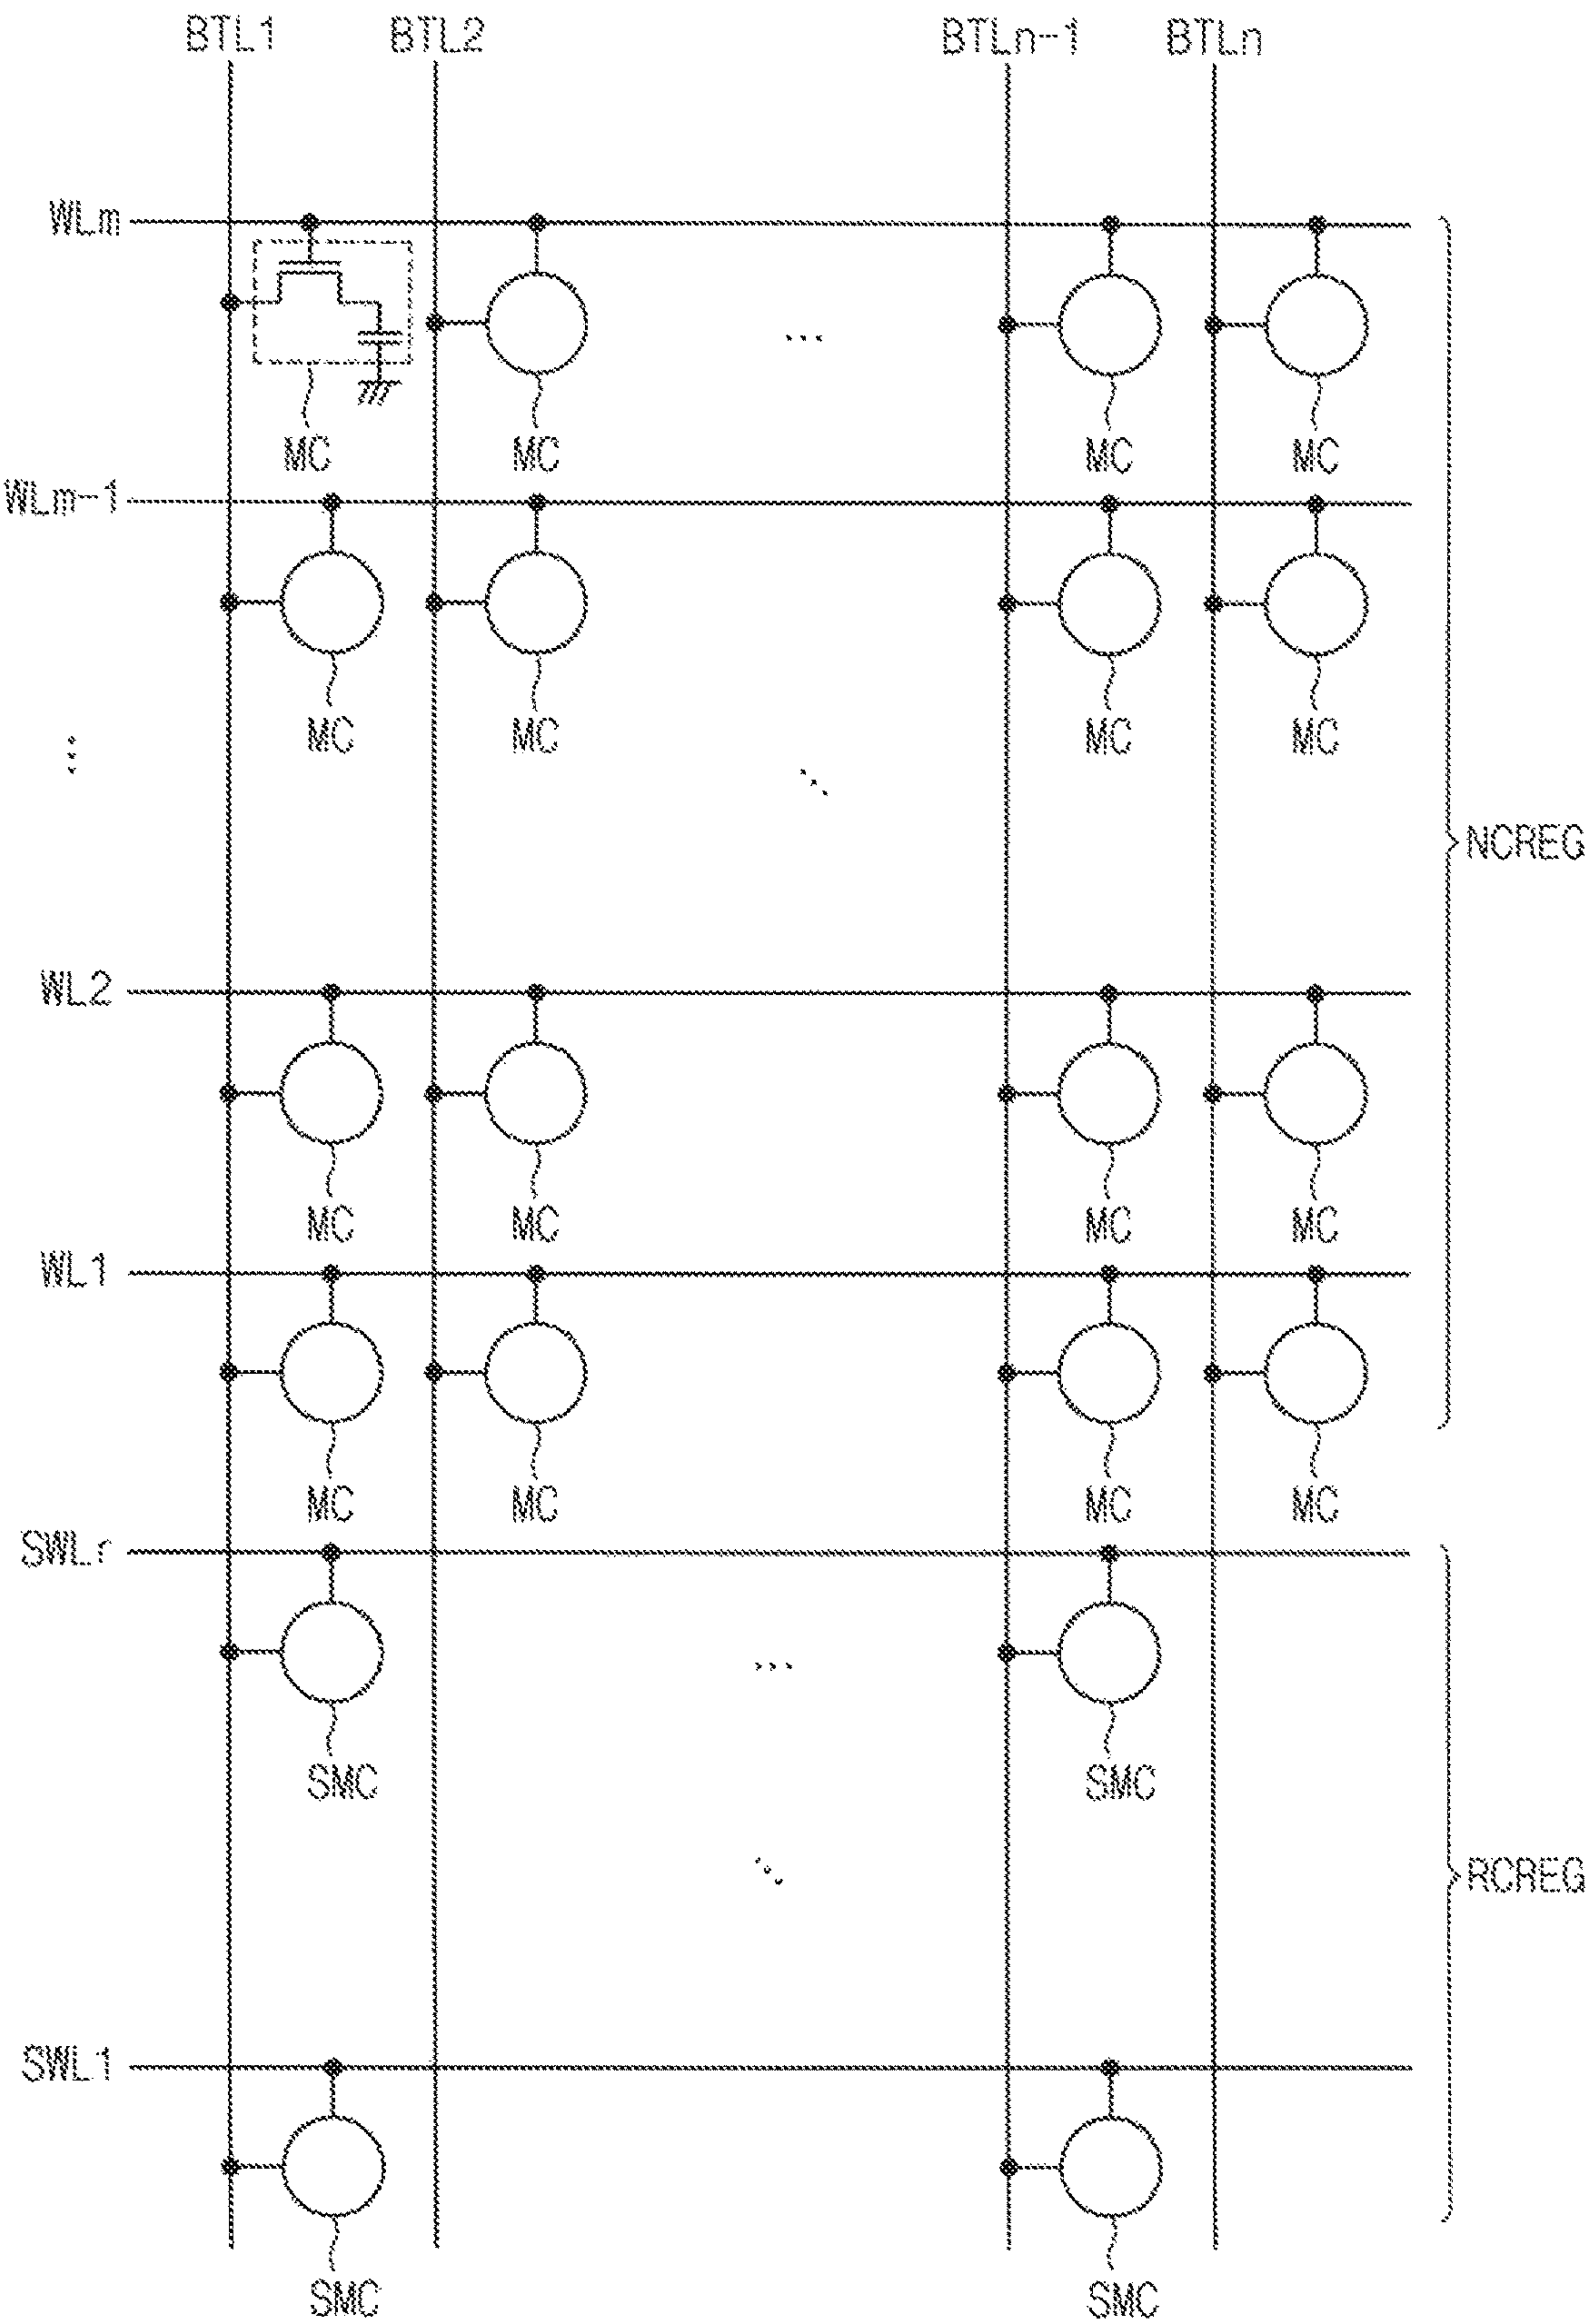 BTL1 BTL2 BTLn-1 BTLn
WLm
MC MC MC MC
WLm-1
MC MC MC MC
NCREG
WL2
MC MC MC MC
WL1
MC MC MC MC
SWLr
SMC SMC
RCREG
SWL1
SMC SMC